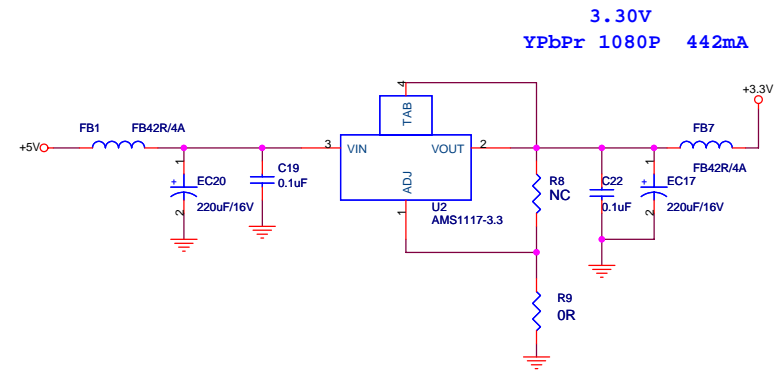 3.30V
YPbPr 1080P 442mA
+3.3V
4
TAB
FB1 FB42R/4A
FB7
+5V
3 VIN VOUT 2
1
C19
0.1uF
FB42R/4A
ADJ
1
+ EC20
R8
NC
C22
0.1uF
1
+ EC17
2
220uF/16V
U2
AMS1117-3.3
2
220uF/16V
R9
0R